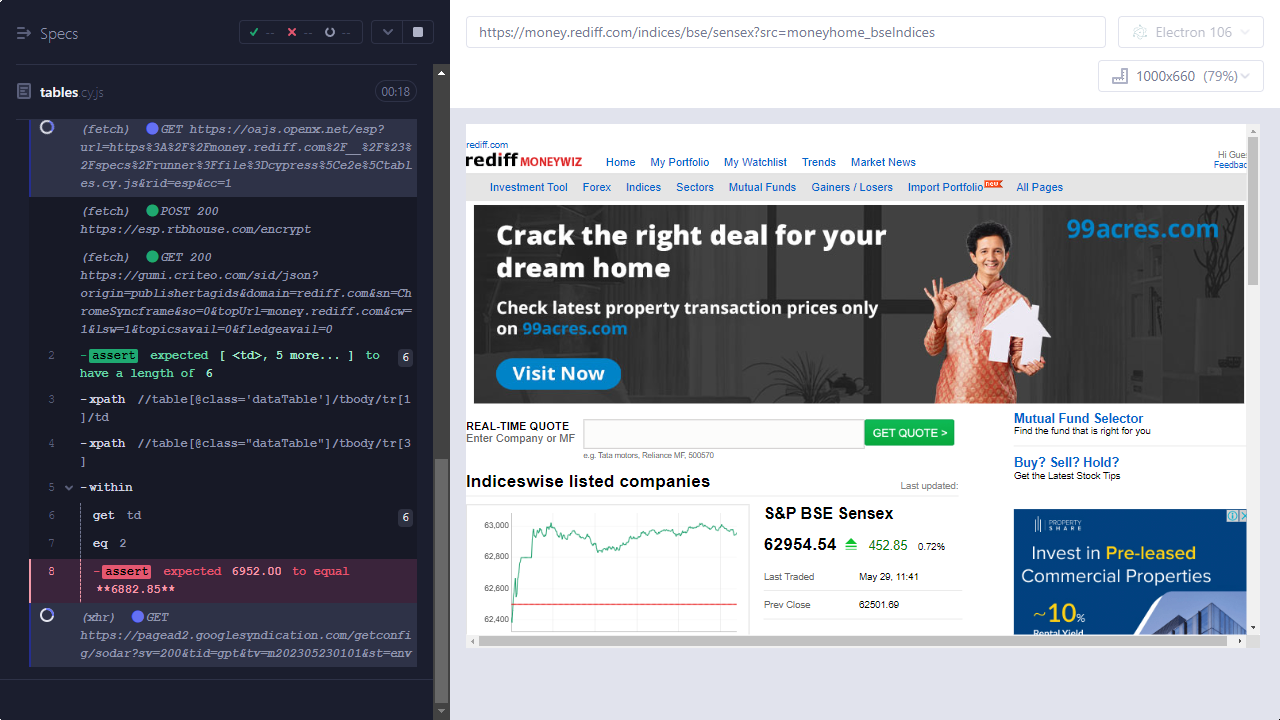 Specs
-- -- --
tables.cy.js
00:18
(fetch) GET https://oajs.openx.net/esp?
url=https%3A%2F%2Fmoney.rediff.com%2F__%2F%23%
2Fspecs%2Frunner%3Ffile%3Dcypress%5Ce2e%5Ctabl
es.cy.js&rid=esp&cc=1
(fetch) POST 200
https://esp.rtbhouse.com/encrypt
(fetch) GET 200
https://gumi.criteo.com/sid/json?
origin=publishertagids&domain=rediff.com&sn=Ch
romeSyncframe&so=0&topUrl=money.rediff.com&cw=
1&lsw=1&topicsavail=0&fledgeavail=0
2 -assert expected [ <td>, 5 more... ] to 6
have a length of 6
3 -xpath //table[@class='dataTable']/tbody/tr[1
]/td
4 -xpath //table[@class="dataTable"]/tbody/tr[3
]
5 -within
6 get td 6
7 eq 2
8 -assert expected 6952.00 to equal
**6882.85**
(xhr) GET
https://pagead2.googlesyndication.com/getconfi
g/sodar?sv=200&tid=gpt&tv=m202305230101&st=env
https://money.rediff.com/indices/bse/sensex?src=moneyhome_bseIndices
Electron 106
1000x660 (79%)
rediff.com
rediff MONEYWIZ
Home My Portfolio My Watchlist Trends Market News
Hi Gues
Feedbac
Investment Tool Forex Indices Sectors Mutual Funds Gainers / Losers Import Portfolio new All Pages
Crack the right deal for your
dream home
99acres.com
Check latest property transaction prices only
on 99acres.com
Visit Now
REAL-TIME QUOTE
Enter Company or MF
GET QUOTE >
e.g. Tata motors, Reliance MF, 500570
Mutual Fund Selector
Find the fund that is right for you
Buy? Sell? Hold?
Get the Latest Stock Tips
Indiceswise listed companies
Last updated:
63,000
62,800
62,600
62,400
S&P BSE Sensex
62954.54 452.85 0.72%
Last Traded May 29, 11:41
Prev Close 62501.69
PROPERTY
SHARE
Invest in Pre-leased
Commercial Properties
~10%
Rental Yield